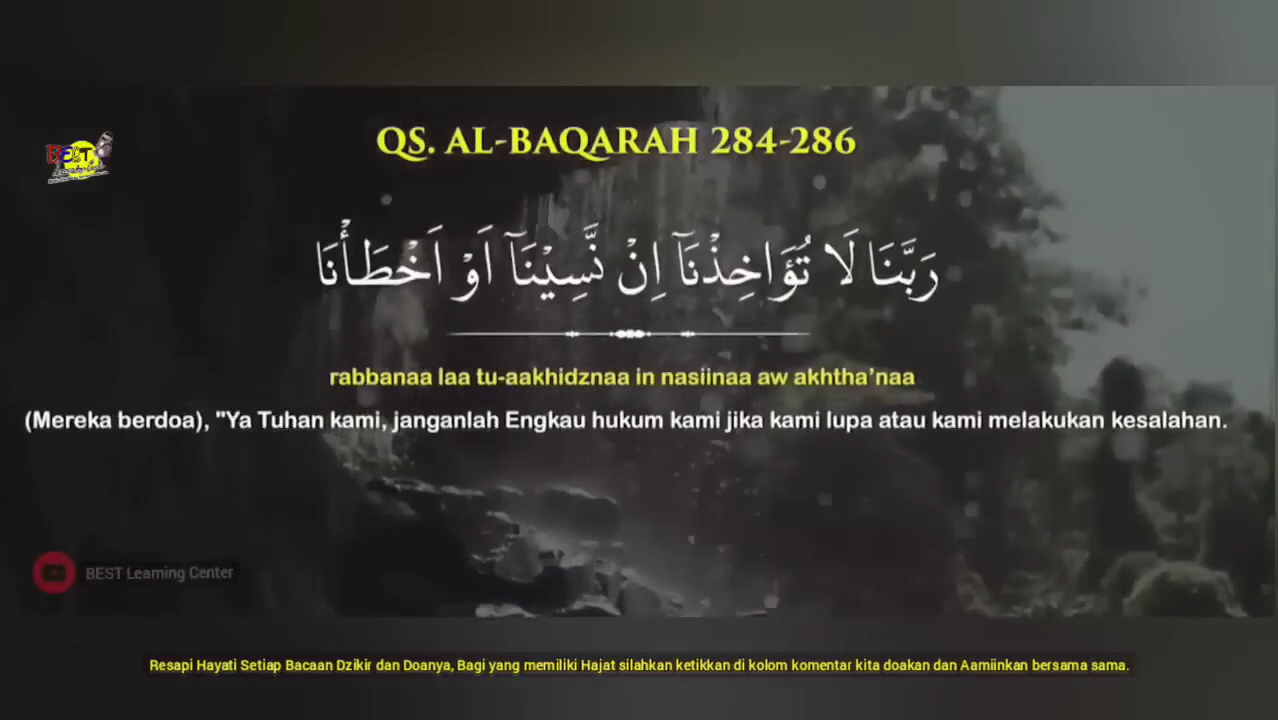 QS. AL-BAQARAH 284-286
BEST
رَبَّنَا لَا تُؤَاخِذْنَآ اِنْ نَّسِيْنَآ اَوْ اَخْطَأْنَا
rabbanaa laa tu-aakhidznaa in nasiinaa aw akhtha’naa
(Mereka berdoa), "Ya Tuhan kami, janganlah Engkau hukum kami jika kami lupa atau kami melakukan kesalahan.
BEST Learning Center
Resapi Hayati Setiap Bacaan Dzikir dan Doanya, Bagi yang memiliki Hajat silahkan ketikkan di kolom komentar kita doakan dan Aamiinkan bersama sama.